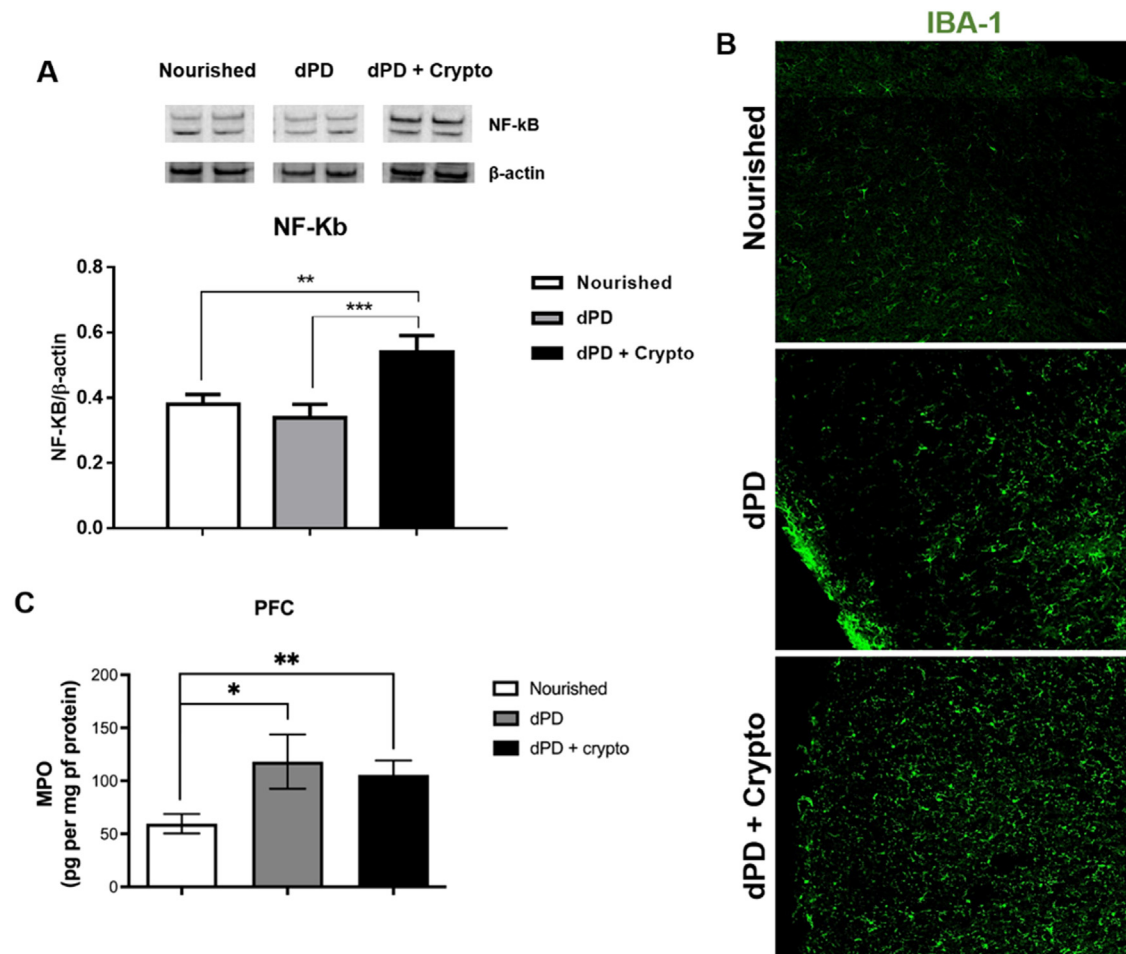 A
Nourished dPD dPD + Crypto
NF-kB
β-actin
NF-Kb
0.8
0.6
0.4
0.2
0.0
NF-KB/β-actin
**
***
Nourished
dPD
dPD + Crypto
B
IBA-1
Nourished
dPD
dPD + Crypto
C
PFC
200
150
100
50
0
MPO
(pg per mg pf protein)
*
**
Nourished
dPD
dPD + crypto